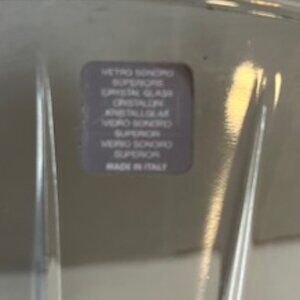 VETRO SONORO
SUPERIORE
CRYSTAL GLASS
CRISTALLIN
KRISTALLGLAS
VIDRO SONORO
SUPERIOR
VIDRIO SONORO
SUPERIOR
MADE IN ITALY